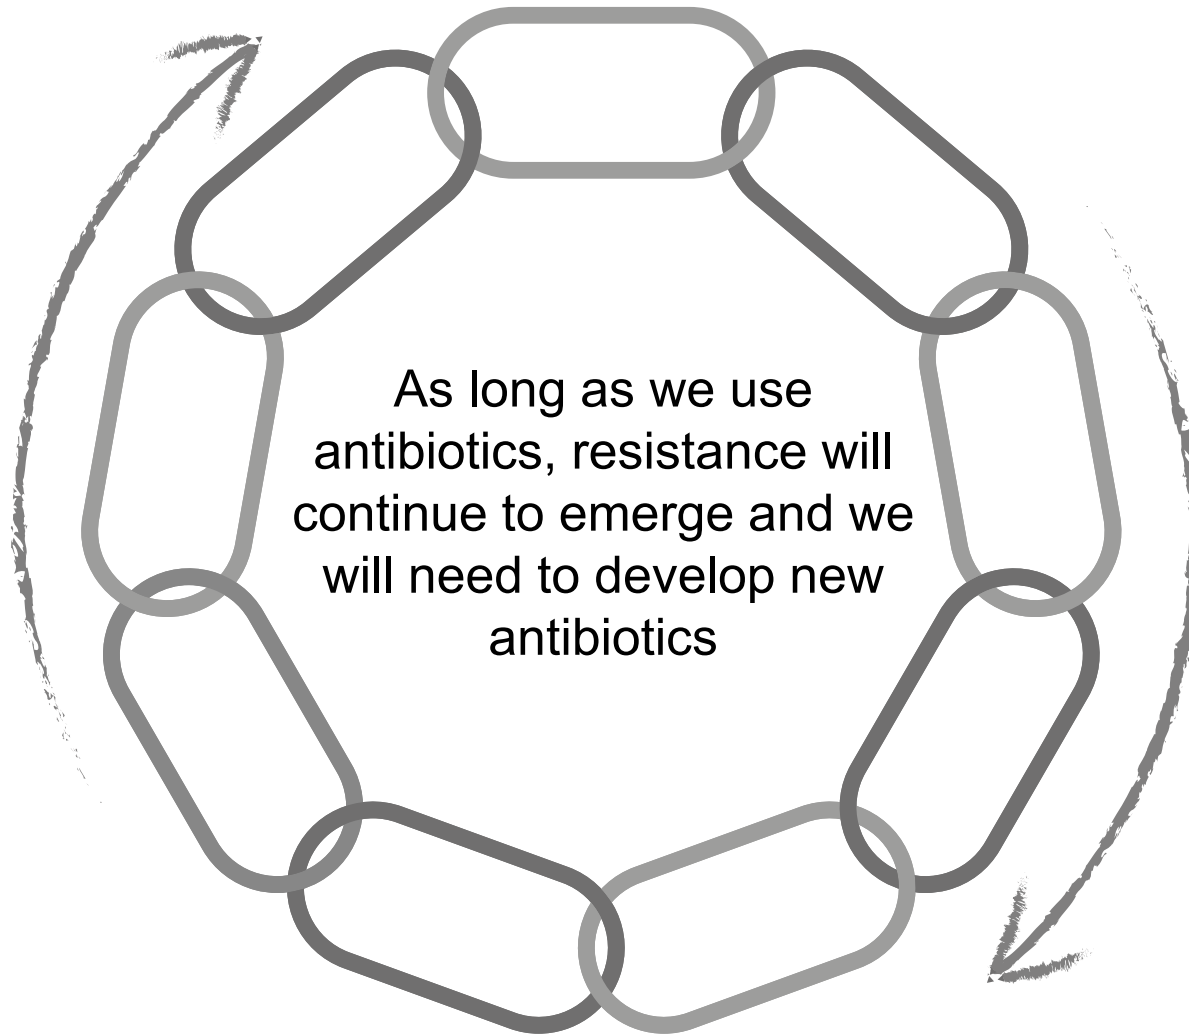 As long as we use
antibiotics, resistance will
continue to emerge and we
will need to develop new
antibiotics